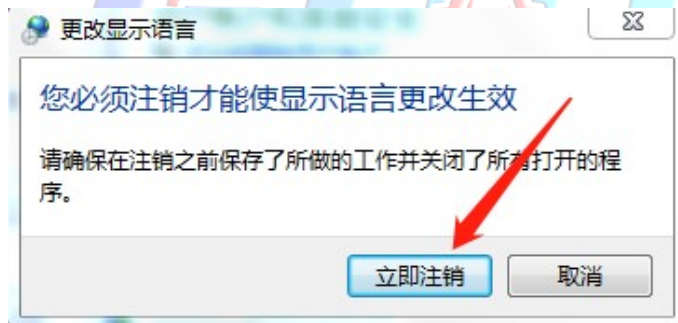 更改显示语言
您必须注销才能使显示语言更改生效
请确保在注销之前保存了所做的工作并关闭了所有打开的程
序。
立即注销
取消